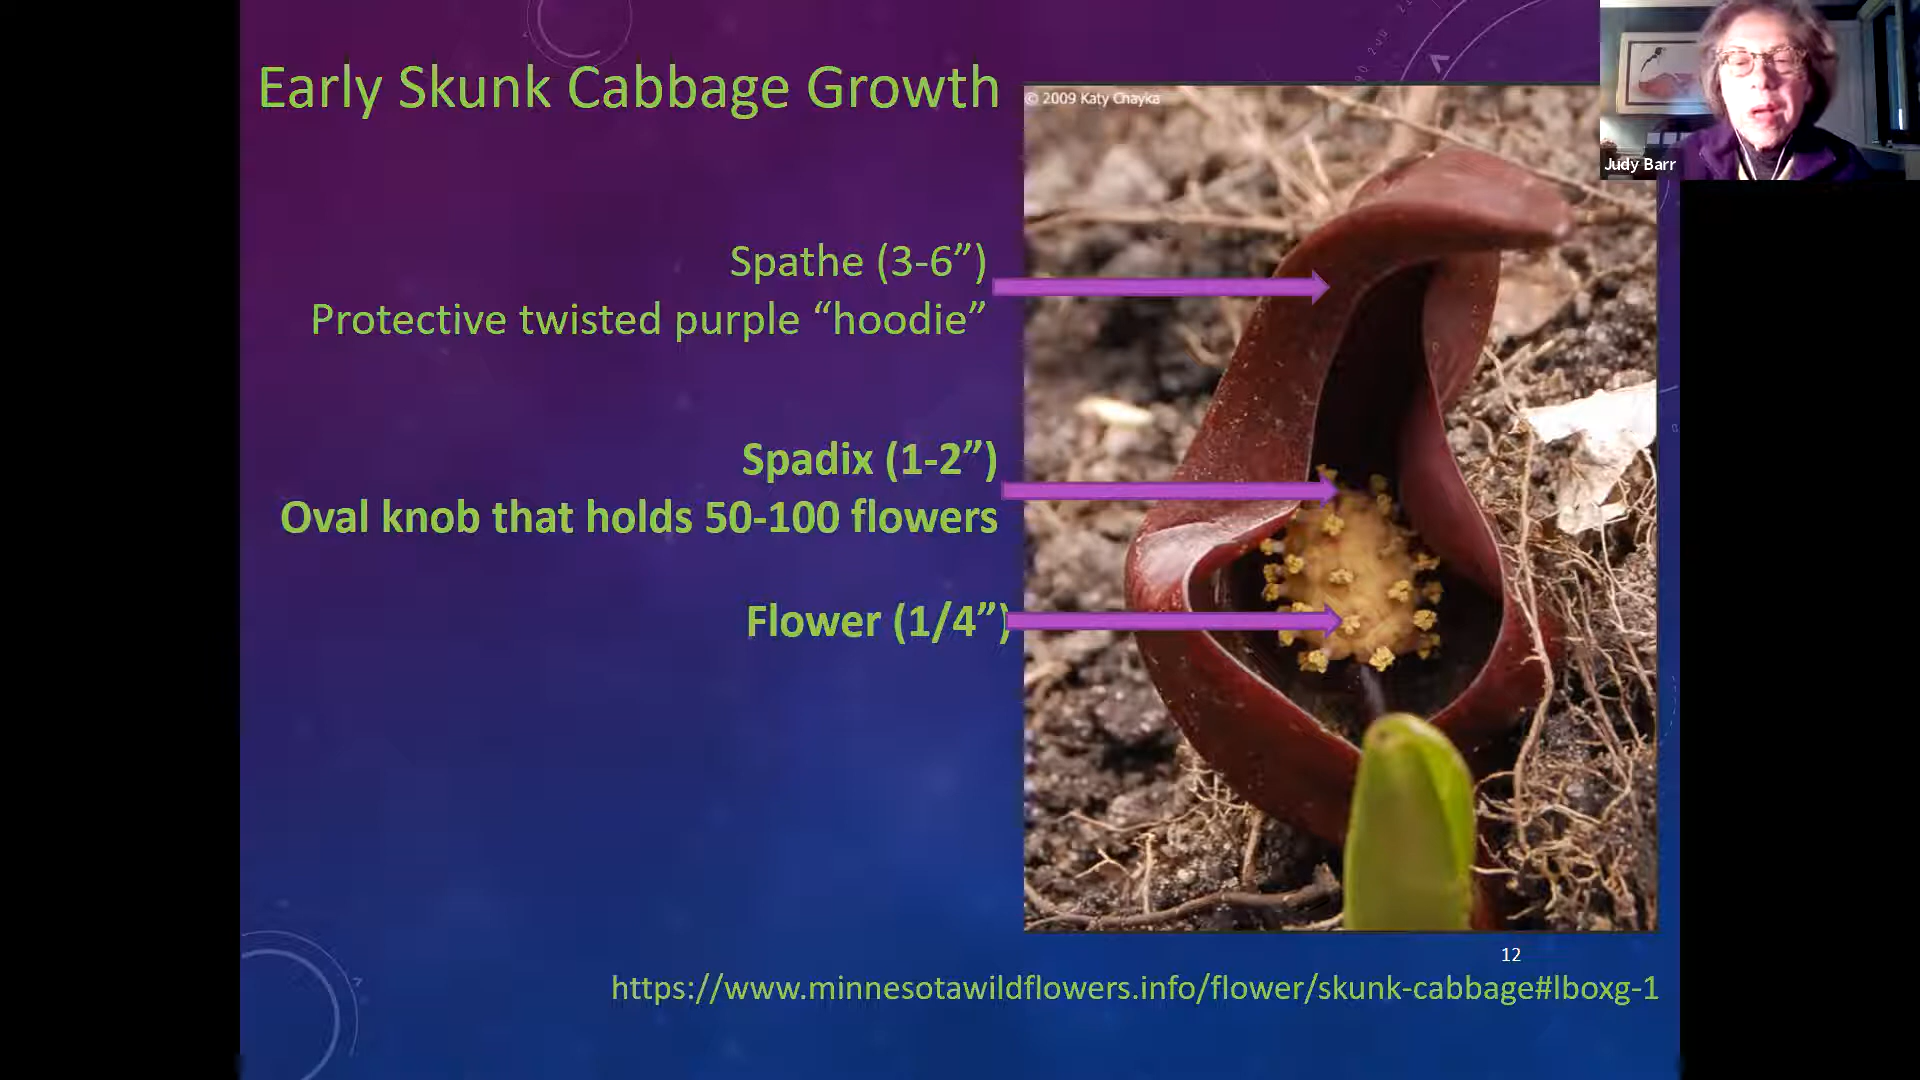 Early Skunk Cabbage Growth
© 2009 Katy Chayka
Judy Barr
Spathe (3-6”)
Protective twisted purple “hoodie”
Spadix (1-2”)
Oval knob that holds 50-100 flowers
Flower (1/4”)
12
https://www.minnesotawildflowers.info/flower/skunk-cabbage#lboxg-1